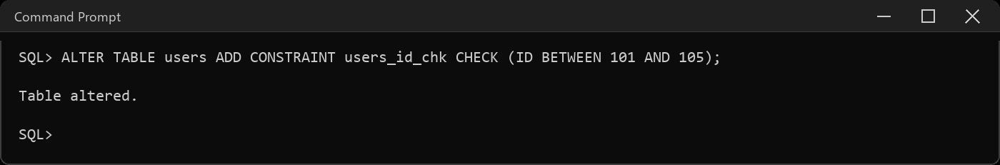 Command Prompt
SQL> ALTER TABLE users ADD CONSTRAINT users_id_chk CHECK (ID BETWEEN 101 AND 105);
Table altered.
SQL>